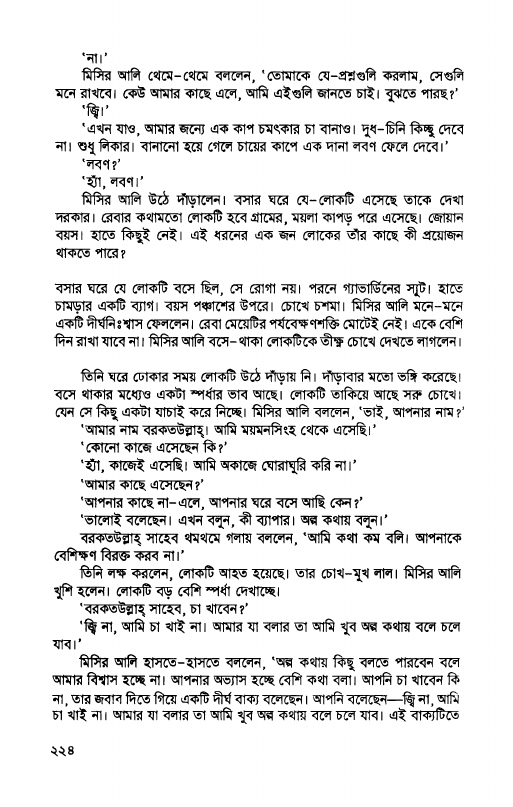 ‘না।’
মিসির আলি থেমে-থেমে বললেন, ‘তোমাকে যে-প্রশ্নগুলি করলাম, সেগুলি
মনে রাখবে। কেউ আমার কাছে এলে, আমি এইগুলি জানতে চাই। বুঝতে পারছ?’
‘জ্বি।’
‘এখন যাও, আমার জন্যে এক কাপ চমৎকার চা বানাও। দুধ-চিনি কিচ্ছু দেবে
না। শুধু লিকার। বানানো হয়ে গেলে চায়ের কাপে এক দানা লবণ ফেলে দেবে।’
‘লবণ?’
‘হ্যাঁ, লবণ।’
মিসির আলি উঠে দাঁড়ালেন। বসার ঘরে যে-লোকটি এসেছে তাকে দেখা
দরকার। রেবার কথামতো লোকটি হবে গ্রামের, ময়লা কাপড় পরে এসেছে। জোয়ান
বয়স। হাতে কিছুই নেই। এই ধরনের এক জন লোকের তাঁর কাছে কী প্রয়োজন
থাকতে পারে?
বসার ঘরে যে লোকটি বসে ছিল, সে রোগা নয়। পরনে গ্যাভার্ডিনের স্যুট। হাতে
চামড়ার একটি ব্যাগ। বয়স পঞ্চাশের উপরে। চোখে চশমা। মিসির আলি মনে-মনে
একটি দীর্ঘনিঃশ্বাস ফেললেন। রেবা মেয়েটির পর্যবেক্ষণশক্তি মোটেই নেই। একে বেশি
দিন রাখা যাবে না। মিসির আলি বসে-থাকা লোকটিকে তীক্ষ্ণ চোখে দেখতে লাগলেন।
তিনি ঘরে ঢোকার সময় লোকটি উঠে দাঁড়ায় নি। দাঁড়াবার মতো ভঙ্গি করেছে।
বসে থাকার মধ্যেও একটা স্পর্ধার ভাব আছে। লোকটি তাকিয়ে আছে সরু চোখে।
যেন সে কিছু একটা যাচাই করে নিচ্ছে। মিসির আলি বললেন, ‘ভাই, আপনার নাম?’
‘আমার নাম বরকতউল্লাহ্‌। আমি ময়মনসিংহ থেকে এসেছি।’
‘কোনো কাজে এসেছেন কি?’
‘হ্যাঁ, কাজেই এসেছি। আমি অকাজে ঘোরাঘুরি করি না।’
‘আমার কাছে এসেছেন?’
‘আপনার কাছে না-এলে, আপনার ঘরে বসে আছি কেন?’
‘ভালোই বলেছেন। এখন বলুন, কী ব্যাপার। অল্প কথায় বলুন।’
বরকতউল্লাহ্‌ সাহেব থমথমে গলায় বললেন, ‘আমি কথা কম বলি। আপনাকে
বেশিক্ষণ বিরক্ত করব না।’
তিনি লক্ষ করলেন, লোকটি আহত হয়েছে। তার চোখ-মুখ লাল। মিসির আলি
খুশি হলেন। লোকটি বড় বেশি স্পর্ধা দেখাচ্ছে।
‘বরকতউল্লাহ্‌ সাহেব, চা খাবেন?’
‘জ্বি না, আমি চা খাই না। আমার যা বলার তা আমি খুব অল্প কথায় বলে চলে
যাব।’
মিসির আলি হাসতে-হাসতে বললেন, ‘অল্প কথায় কিছু বলতে পারবেন বলে
আমার বিশ্বাস হচ্ছে না। আপনার অভ্যাস হচ্ছে বেশি কথা বলা। আপনি চা খাবেন কি
না, তার জবাব দিতে গিয়ে একটি দীর্ঘ বাক্য বলেছেন। আপনি বলেছেন—জ্বি না, আমি
চা খাই না। আমার যা বলার তা আমি খুব অল্প কথায় বলে চলে যাব। এই বাক্যটিতে
২২৪